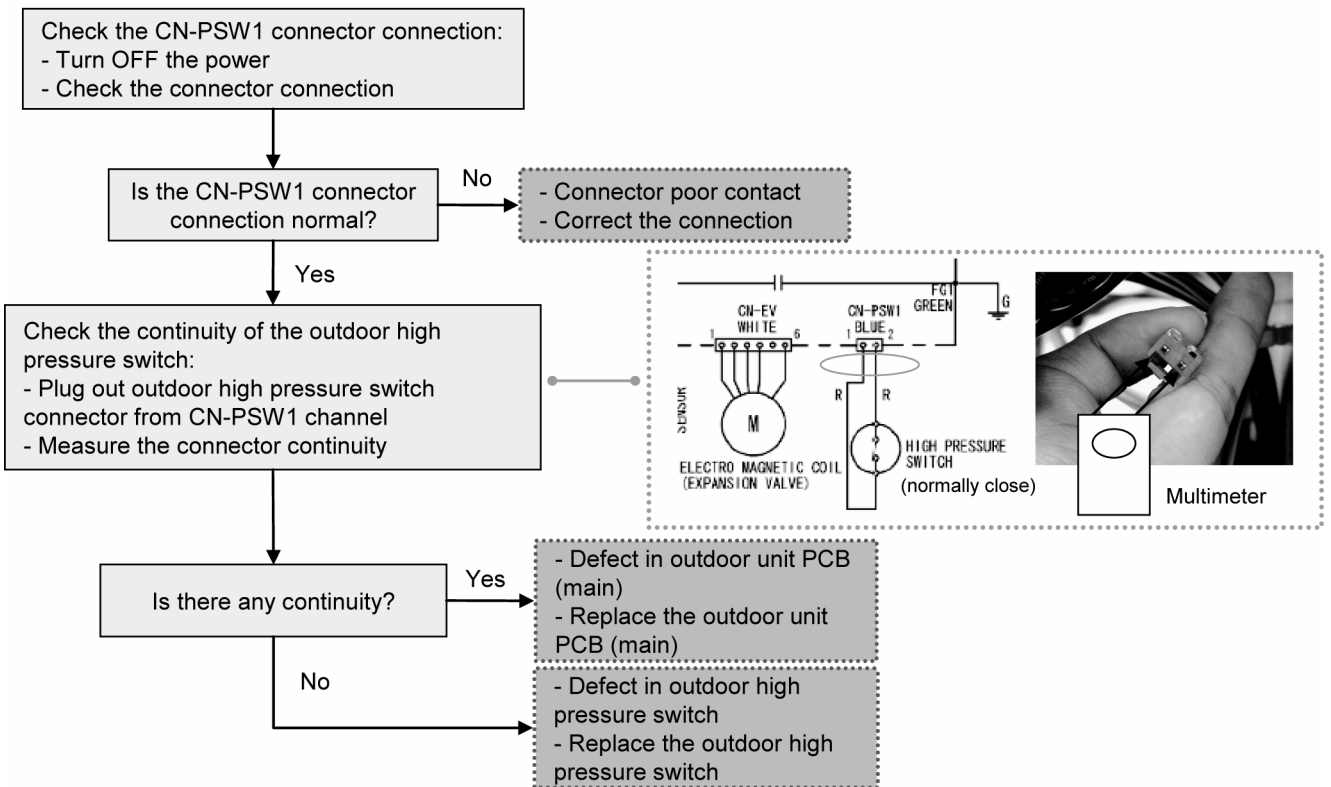 Check the CN-PSW1 connector connection:
- Turn OFF the power
- Check the connector connection
Is the CN-PSW1 connector
connection normal?
No
- Connector poor contact
- Correct the connection
Yes
Check the continuity of the outdoor high
pressure switch:
- Plug out outdoor high pressure switch
connector from CN-PSW1 channel
- Measure the connector continuity
FG1
GREEN
G
CN-EV
WHITE
1
6
CN-PSW1
BLUE
1
2
SENSOR
R
R
M
HIGH PRESSURE
SWITCH
(normally close)
ELECTRO MAGNETIC COIL
(EXPANSION VALVE)
Multimeter
Is there any continuity?
Yes
- Defect in outdoor unit PCB
(main)
- Replace the outdoor unit
PCB (main)
No
- Defect in outdoor high
pressure switch
- Replace the outdoor high
pressure switch